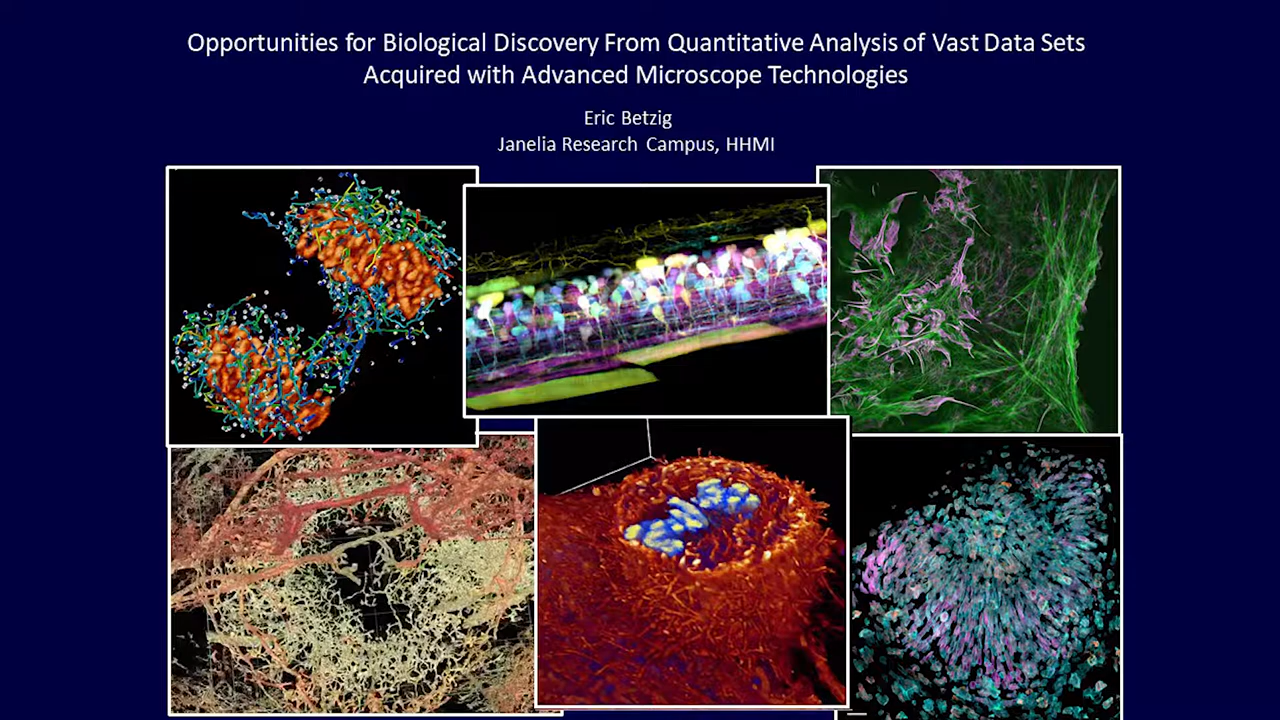 Opportunities for Biological Discovery From Quantitative Analysis of Vast Data Sets
Acquired with Advanced Microscope Technologies
Eric Betzig
Janelia Research Campus, HHMI